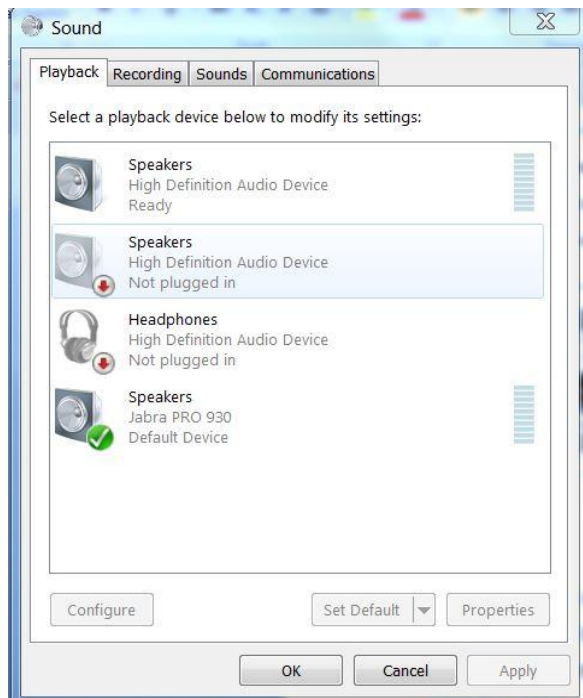 Sound
Playback Recording Sounds Communications
Select a playback device below to modify its settings:
Speakers
High Definition Audio Device
Ready
Speakers
High Definition Audio Device
Not plugged in
Headphones
High Definition Audio Device
Not plugged in
Speakers
Jabra PRO 930
Default Device
Configure Set Default Properties
OK Cancel Apply